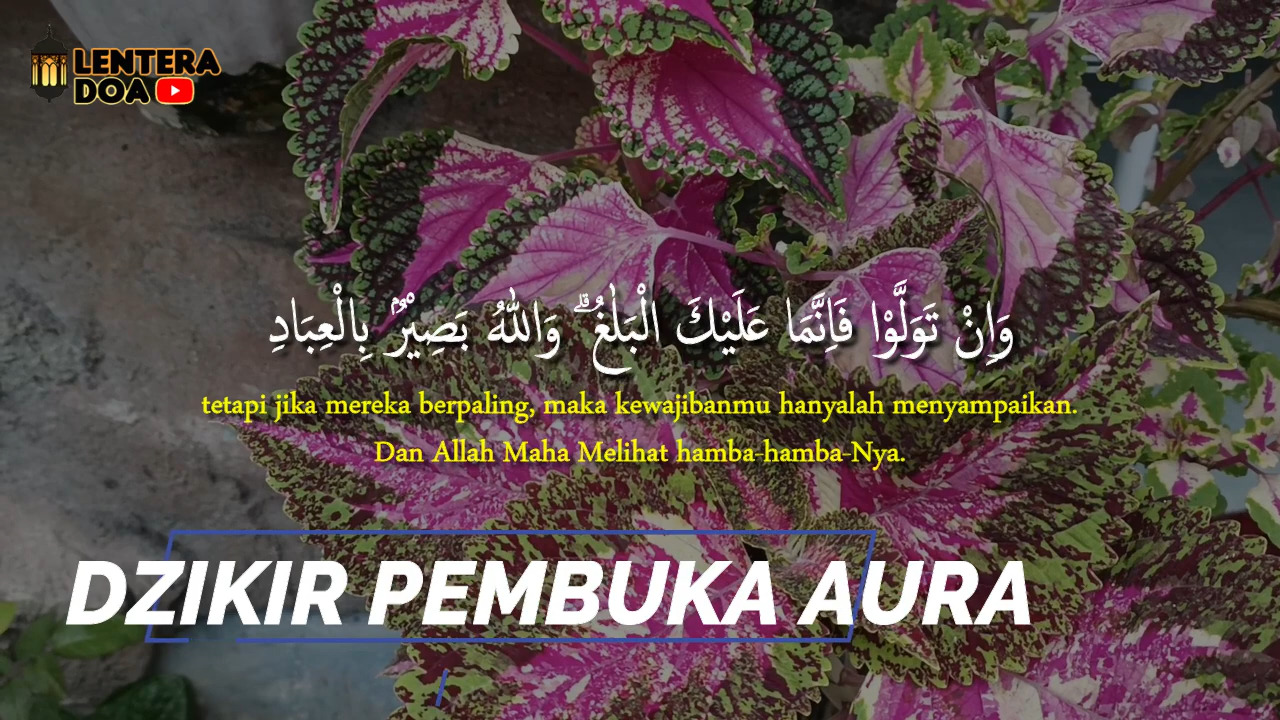 LENTERA
DOA
وَاِنْ تَوَلَّوْا فَاِنَّمَا عَلَيْكَ الْبَلٰغُ ۗ وَاللّٰهُ بَصِيْرٌۢ بِالْعِبَادِ
tetapi jika mereka berpaling, maka kewajibanmu hanyalah menyampaikan.
Dan Allah Maha Melihat hamba-hamba-Nya.
DZIKIR PEMBUKA AURA